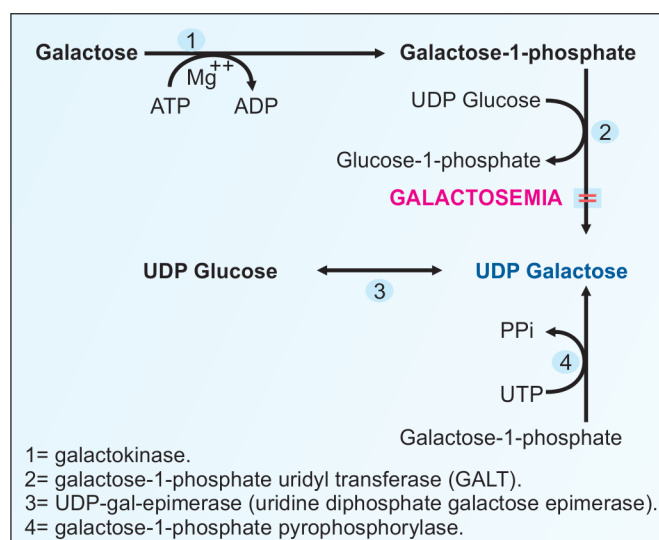 1
Galactose
Galactose-1-phosphate
Mg++
ATP
ADP
UDP Glucose
2
Glucose-1-phosphate
GALACTOSEMIA
=
UDP Glucose
UDP Galactose
3
PPi
4
UTP
Galactose-1-phosphate
1= galactokinase.
2= galactose-1-phosphate uridyl transferase (GALT).
3= UDP-gal-epimerase (uridine diphosphate galactose epimerase).
4= galactose-1-phosphate pyrophosphorylase.